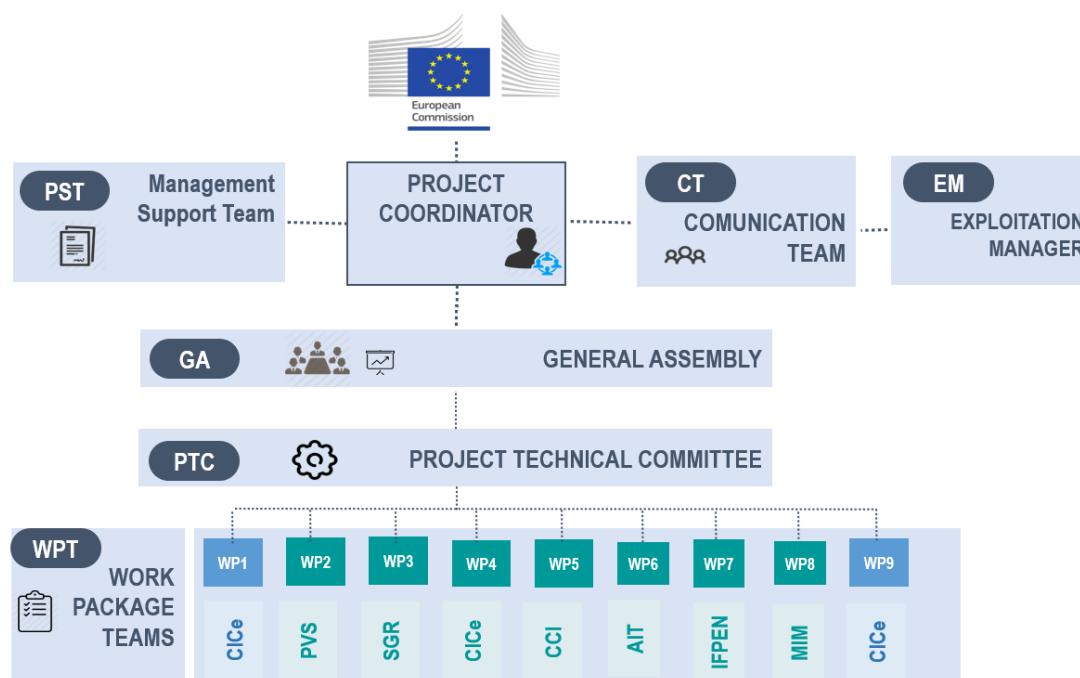 European
Commission
PST
Management
Support Team
PROJECT
COORDINATOR
CT
COMUNICATION
TEAM
EM
EXPLOITATION
MANAGER
GA
GENERAL ASSEMBLY
PTC
PROJECT TECHNICAL COMMITTEE
WPT
WORK
PACKAGE
TEAMS
WP1
WP2
WP3
WP4
WP5
WP6
WP7
WP8
WP9
CICe
PVS
SGR
CICe
CCI
AIT
IFPEN
MIM
CICe